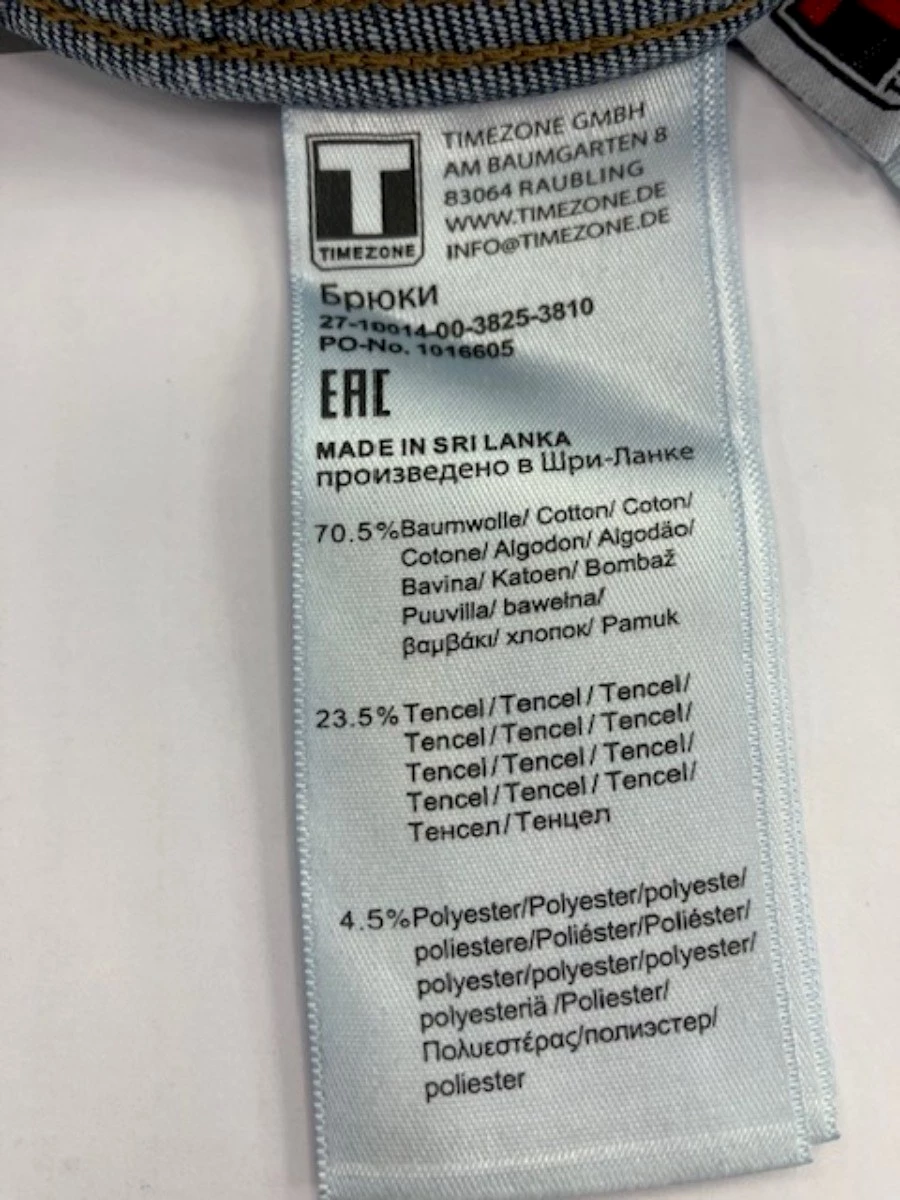 T
TIMEZONE
TIMEZONE GMBH
AM BAUMGARTEN 8
83064 RAUBLING
WWW.TIMEZONE.DE
INFO@TIMEZONE.DE
Брюки
27-10014-00-3825-3810
PO-No. 1016605
EAC
MADE IN SRI LANKA
произведено в Шри-Ланке
70.5% Baumwolle/ Cotton/ Coton/
Cotone/ Algodon/ Algodão/
Bavina/ Katoen/ Bombaž
Puuvilla/ bawełna/
βαμβάκι/ хлопок/ Pamuk
23.5% Tencel/Tencel/Tencel/
Tencel/Tencel/Tencel/
Tencel/Tencel/Tencel/
Tencel/Tencel/Tencel/
Тенсел/Тенцел
4.5% Polyester/Polyester/polyeste/
poliestere/Poliéster/Poliéster/
polyester/polyester/polyester/
polyesteriä /Poliester/
Πολυεστέρας/полиэстер/
poliester